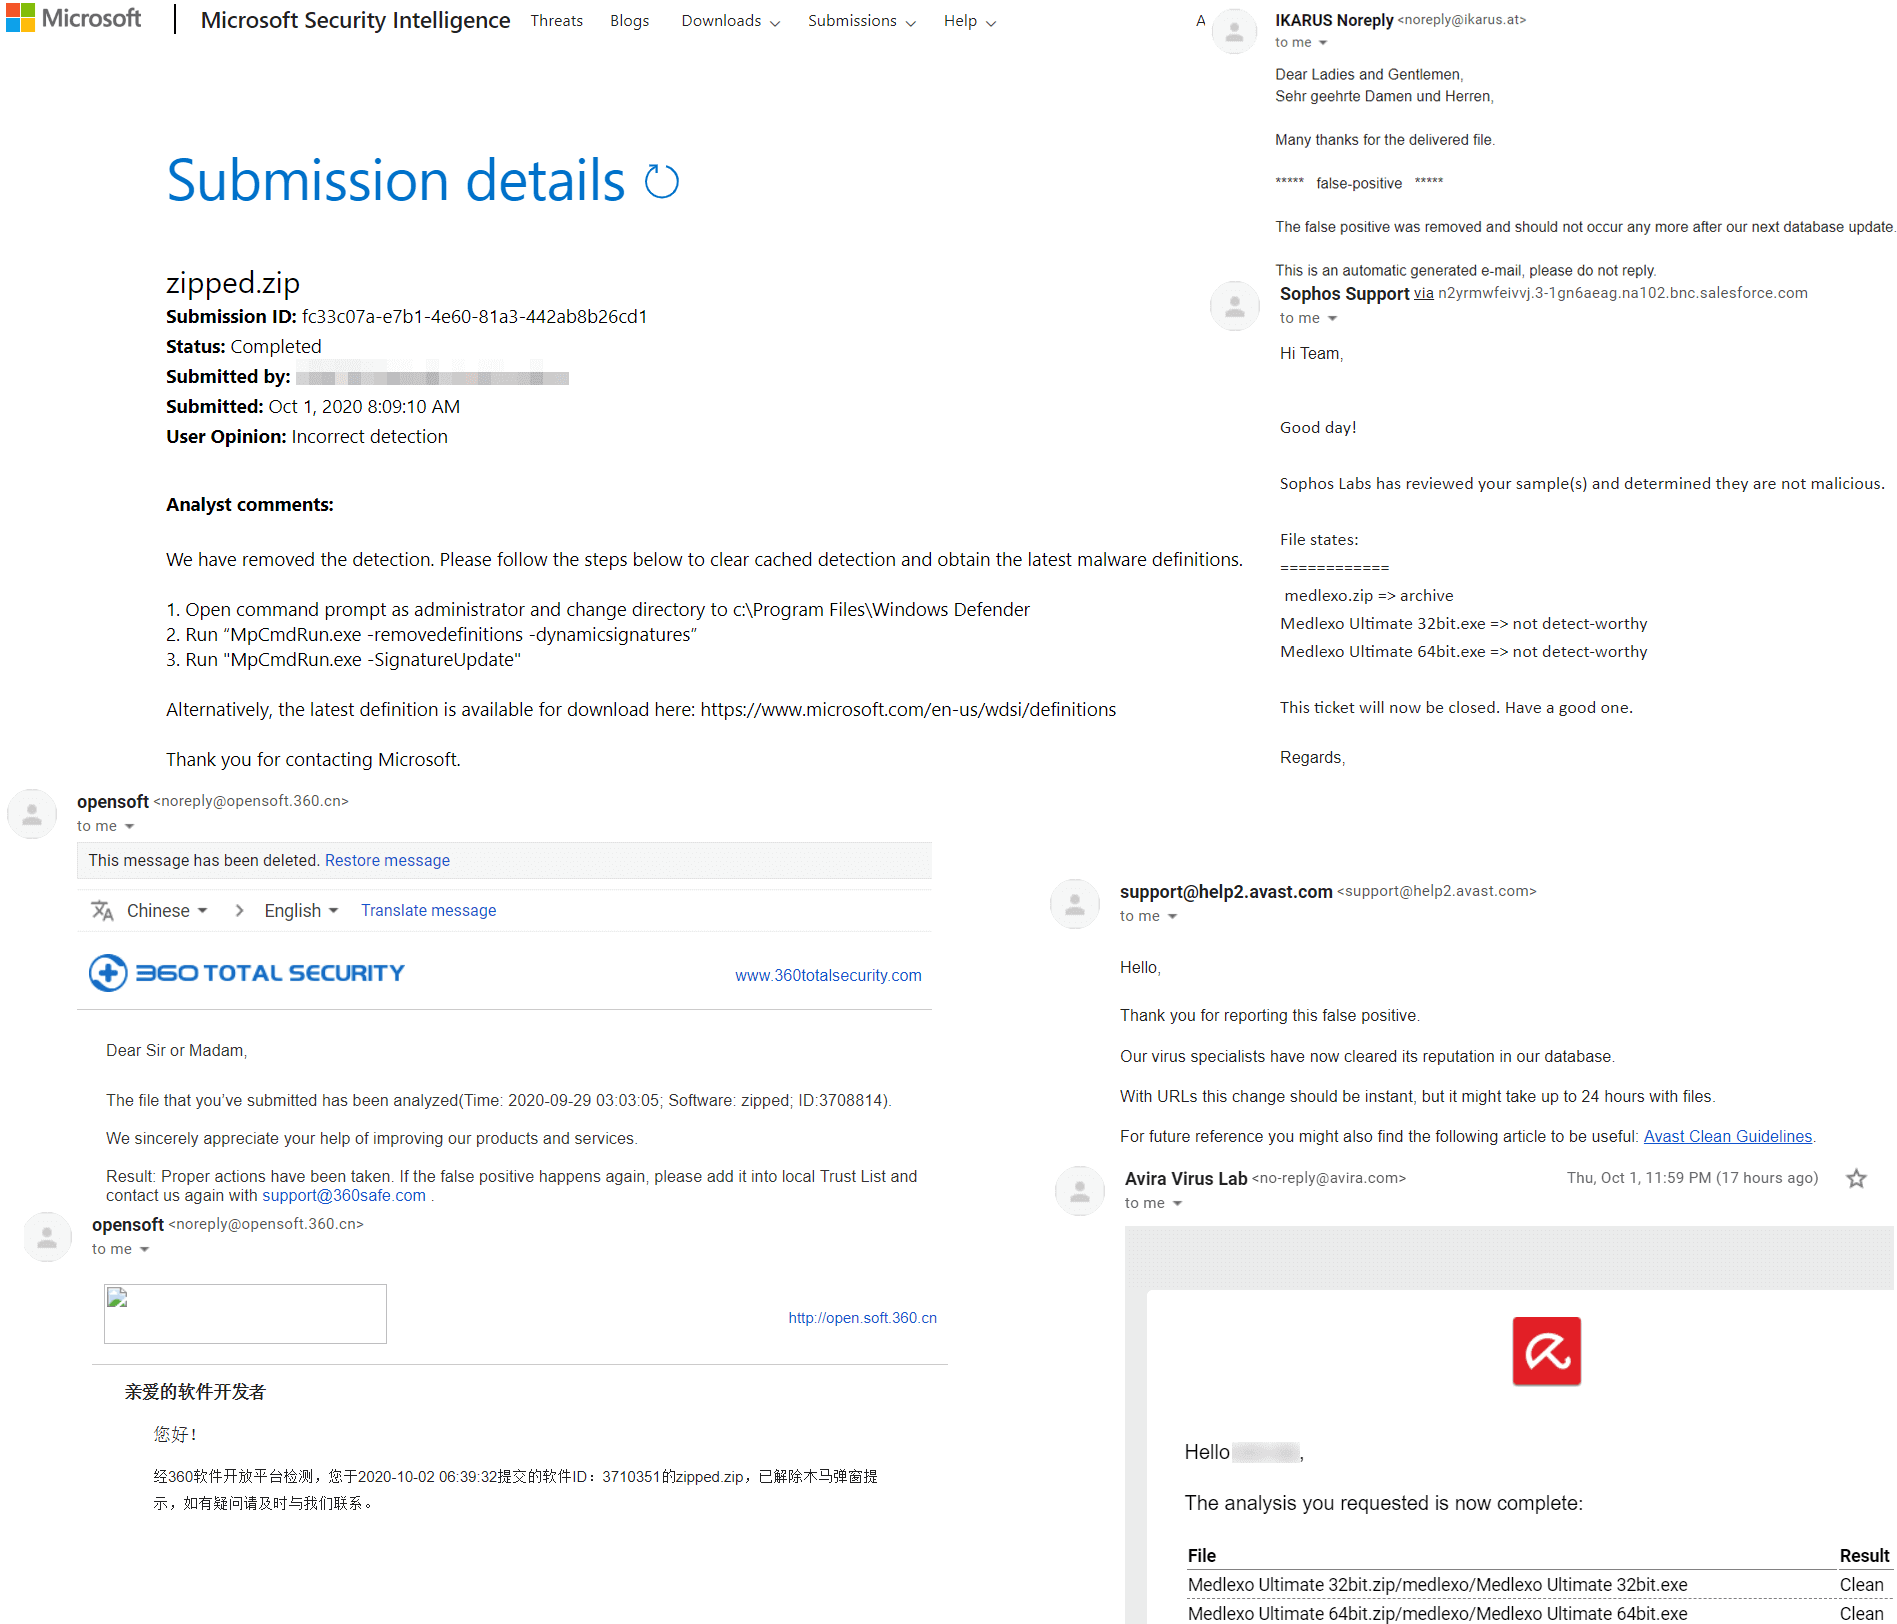 Microsoft
Microsoft Security Intelligence
Threats
Blogs
Downloads
Submissions
Help
A
Submission details
zipped.zip
Submission ID: fc33c07a-e7b1-4e60-81a3-442ab8b26cd1
Status: Completed
Submitted by:
Submitted: Oct 1, 2020 8:09:10 AM
User Opinion: Incorrect detection
Analyst comments:
We have removed the detection. Please follow the steps below to clear cached detection and obtain the latest malware definitions.
1. Open command prompt as administrator and change directory to c:\Program Files\Windows Defender
2. Run “MpCmdRun.exe -removedefinitions -dynamicsignatures”
3. Run "MpCmdRun.exe -SignatureUpdate"
Alternatively, the latest definition is available for download here: https://www.microsoft.com/en-us/wdsi/definitions
Thank you for contacting Microsoft.
IKARUS Noreply <noreply@ikarus.at>
to me
Dear Ladies and Gentlemen,
Sehr geehrte Damen und Herren,
Many thanks for the delivered file.
***** false-positive *****
The false positive was removed and should not occur any more after our next database update.
This is an automatic generated e-mail, please do not reply.
Sophos Support via n2yrmwfeivvj.3-1gn6aeag.na102.bnc.salesforce.com
to me
Hi Team,
Good day!
Sophos Labs has reviewed your sample(s) and determined they are not malicious.
File states:
============
medlexo.zip => archive
Medlexo Ultimate 32bit.exe => not detect-worthy
Medlexo Ultimate 64bit.exe => not detect-worthy
This ticket will now be closed. Have a good one.
Regards,
opensoft <noreply@opensoft.360.cn>
to me
This message has been deleted. Restore message
Chinese > English Translate message
360 TOTAL SECURITY
www.360totalsecurity.com
Dear Sir or Madam,
The file that you’ve submitted has been analyzed(Time: 2020-09-29 03:03:05; Software: zipped; ID:3708814).
We sincerely appreciate your help of improving our products and services.
Result: Proper actions have been taken. If the false positive happens again, please add it into local Trust List and
contact us again with support@360safe.com .
opensoft <noreply@opensoft.360.cn>
to me
http://open.soft.360.cn
亲爱的软件开发者
您好！
经360软件开放平台检测，您于2020-10-02 06:39:32提交的软件ID：3710351的zipped.zip，已解除木马弹窗提
示，如有疑问请及时与我们联系。
support@help2.avast.com <support@help2.avast.com>
to me
Hello,
Thank you for reporting this false positive.
Our virus specialists have now cleared its reputation in our database.
With URLs this change should be instant, but it might take up to 24 hours with files.
For future reference you might also find the following article to be useful: Avast Clean Guidelines.
Avira Virus Lab <no-reply@avira.com>
Thu, Oct 1, 11:59 PM (17 hours ago)
to me
Hello ,
The analysis you requested is now complete:
File Result
Medlexo Ultimate 32bit.zip/medlexo/Medlexo Ultimate 32bit.exe Clean
Medlexo Ultimate 64bit.zip/medlexo/Medlexo Ultimate 64bit.exe Clean